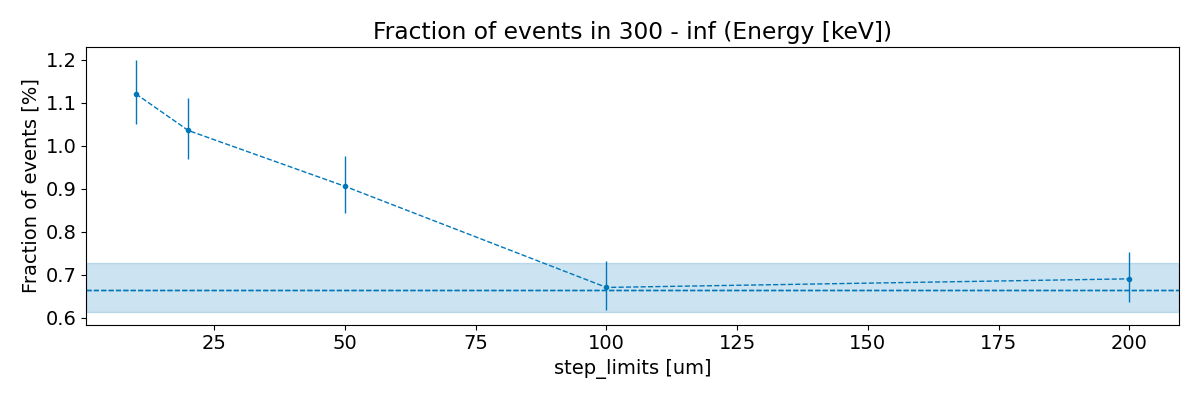 Fraction of events in 300 - inf (Energy [keV])
Fraction of events [%]
1.2
1.1
1.0
0.9
0.8
0.7
0.6
25 50 75 100 125 150 175 200
step_limits [um]